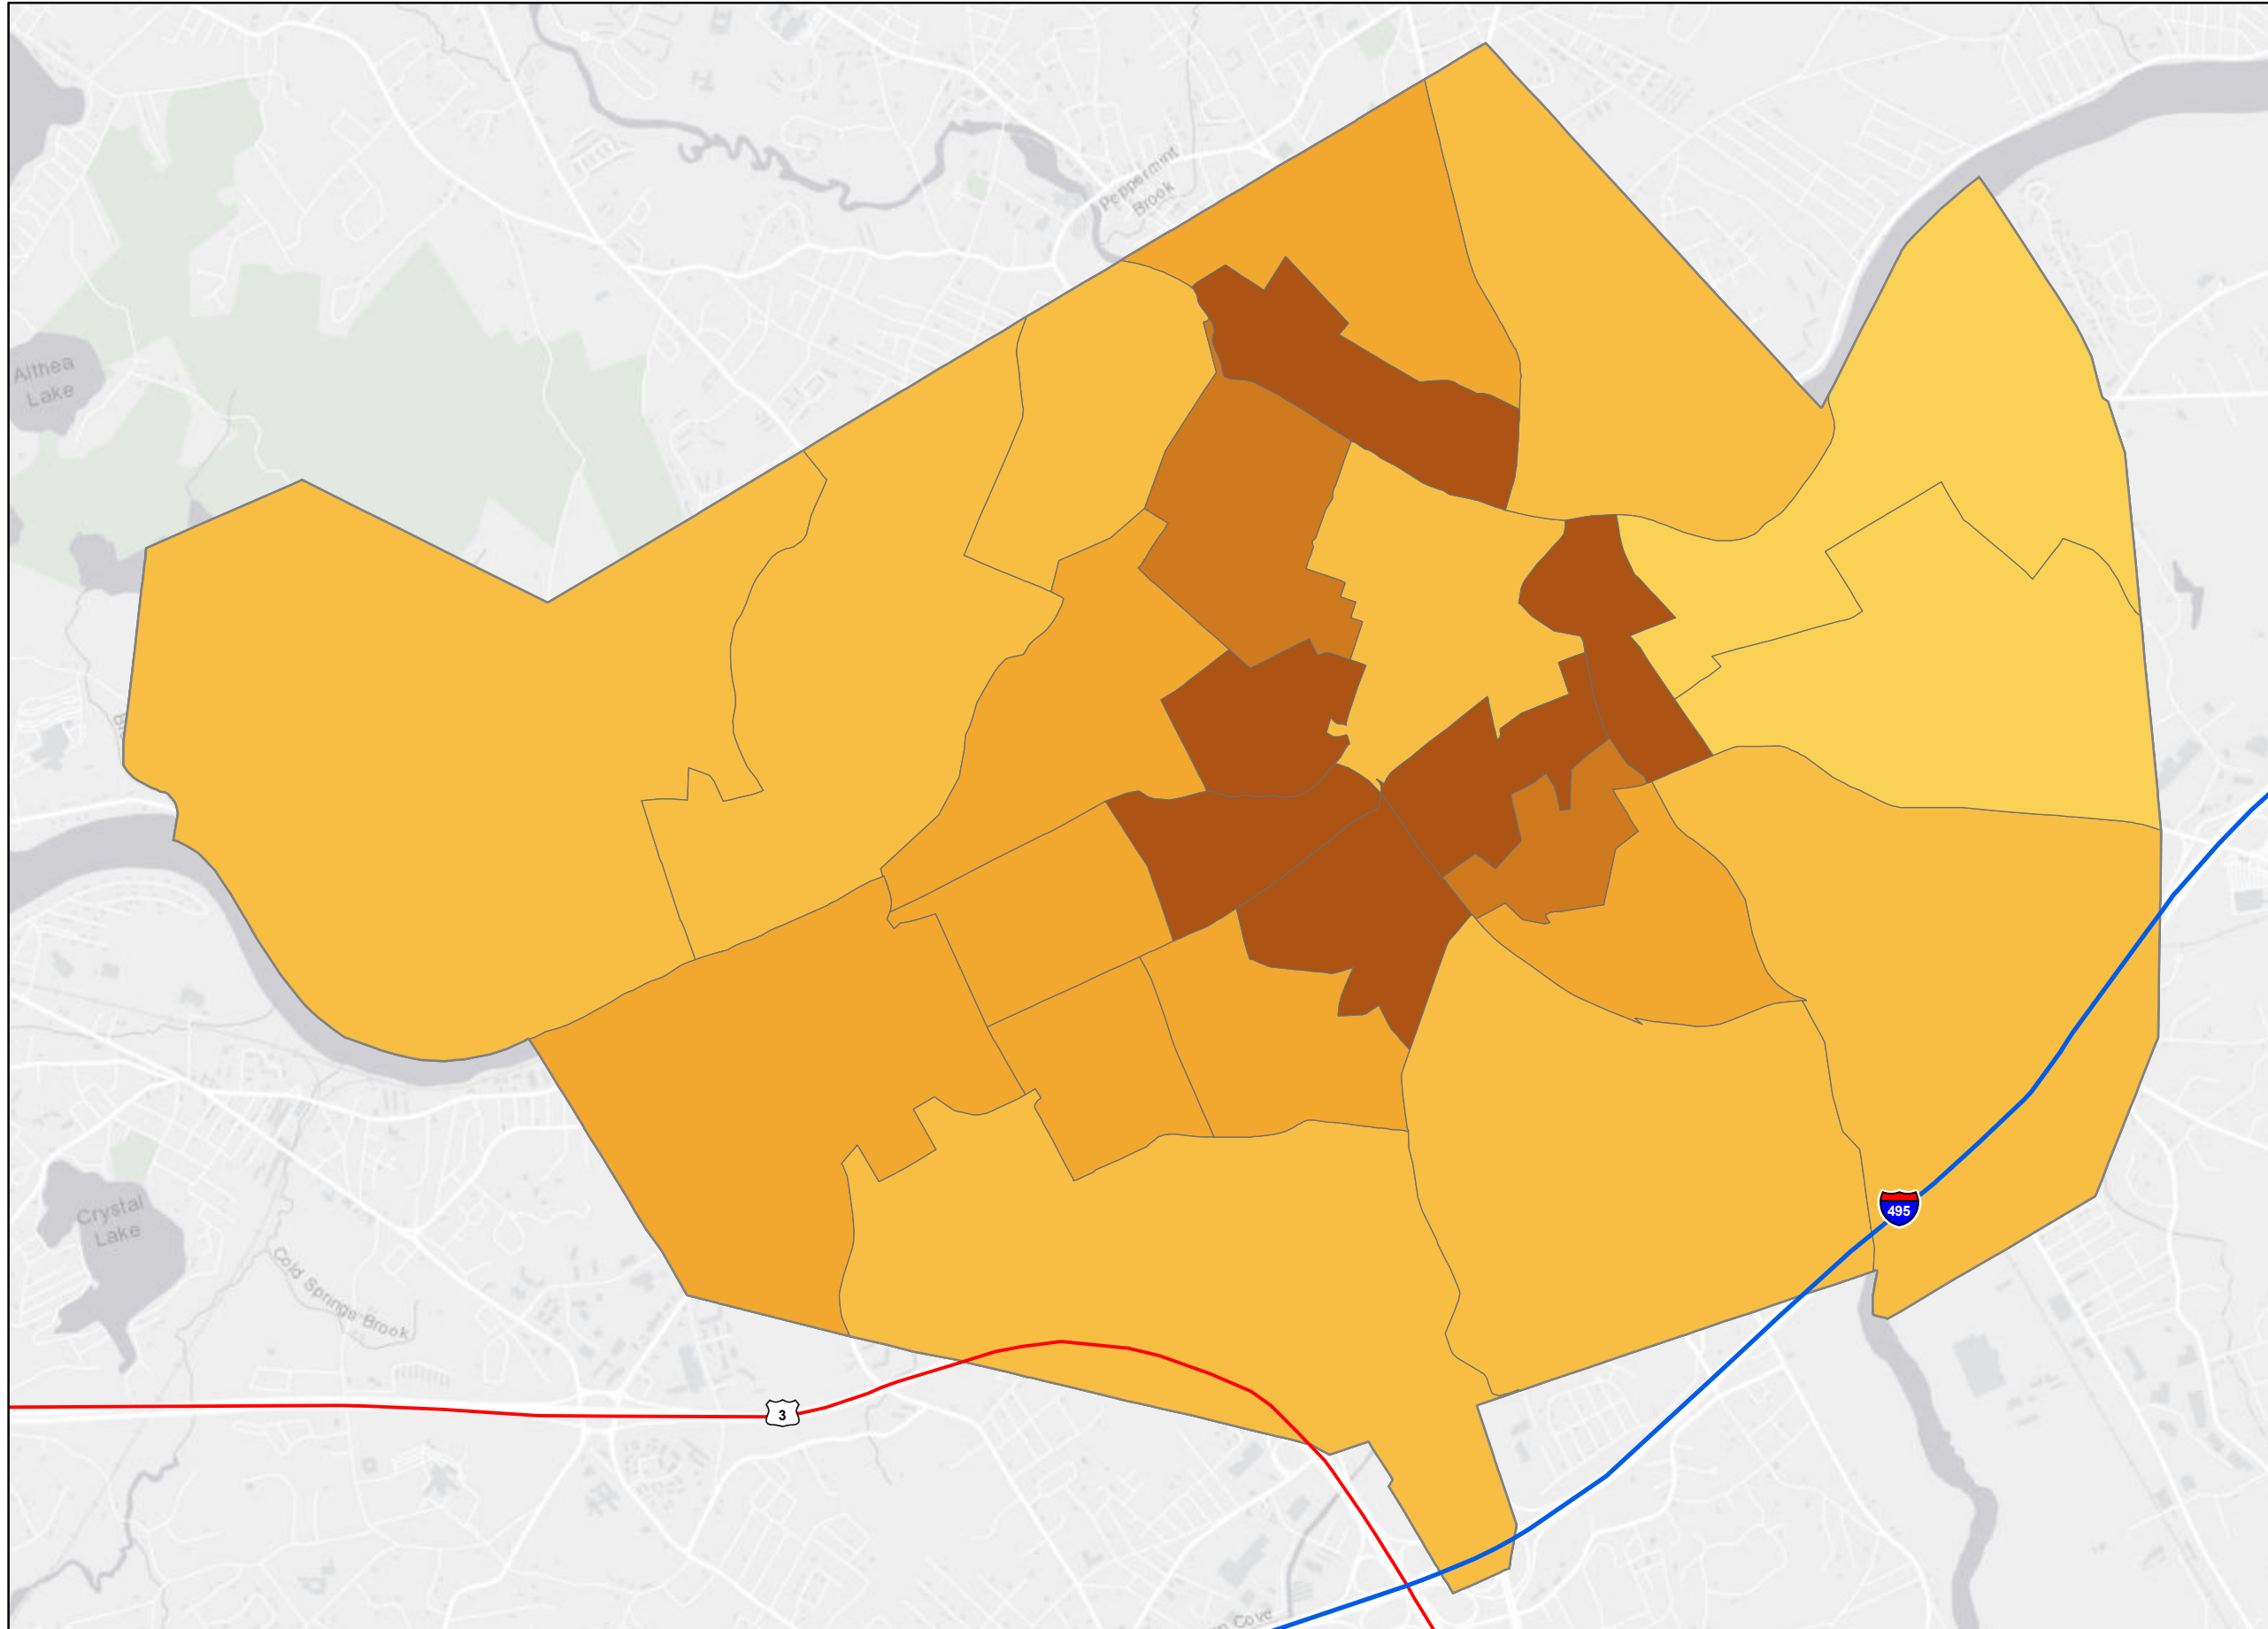 Peppermint
Brook
Althea
Lake
495
Crystal
Lake
Cold Springs Brook
3
Cove